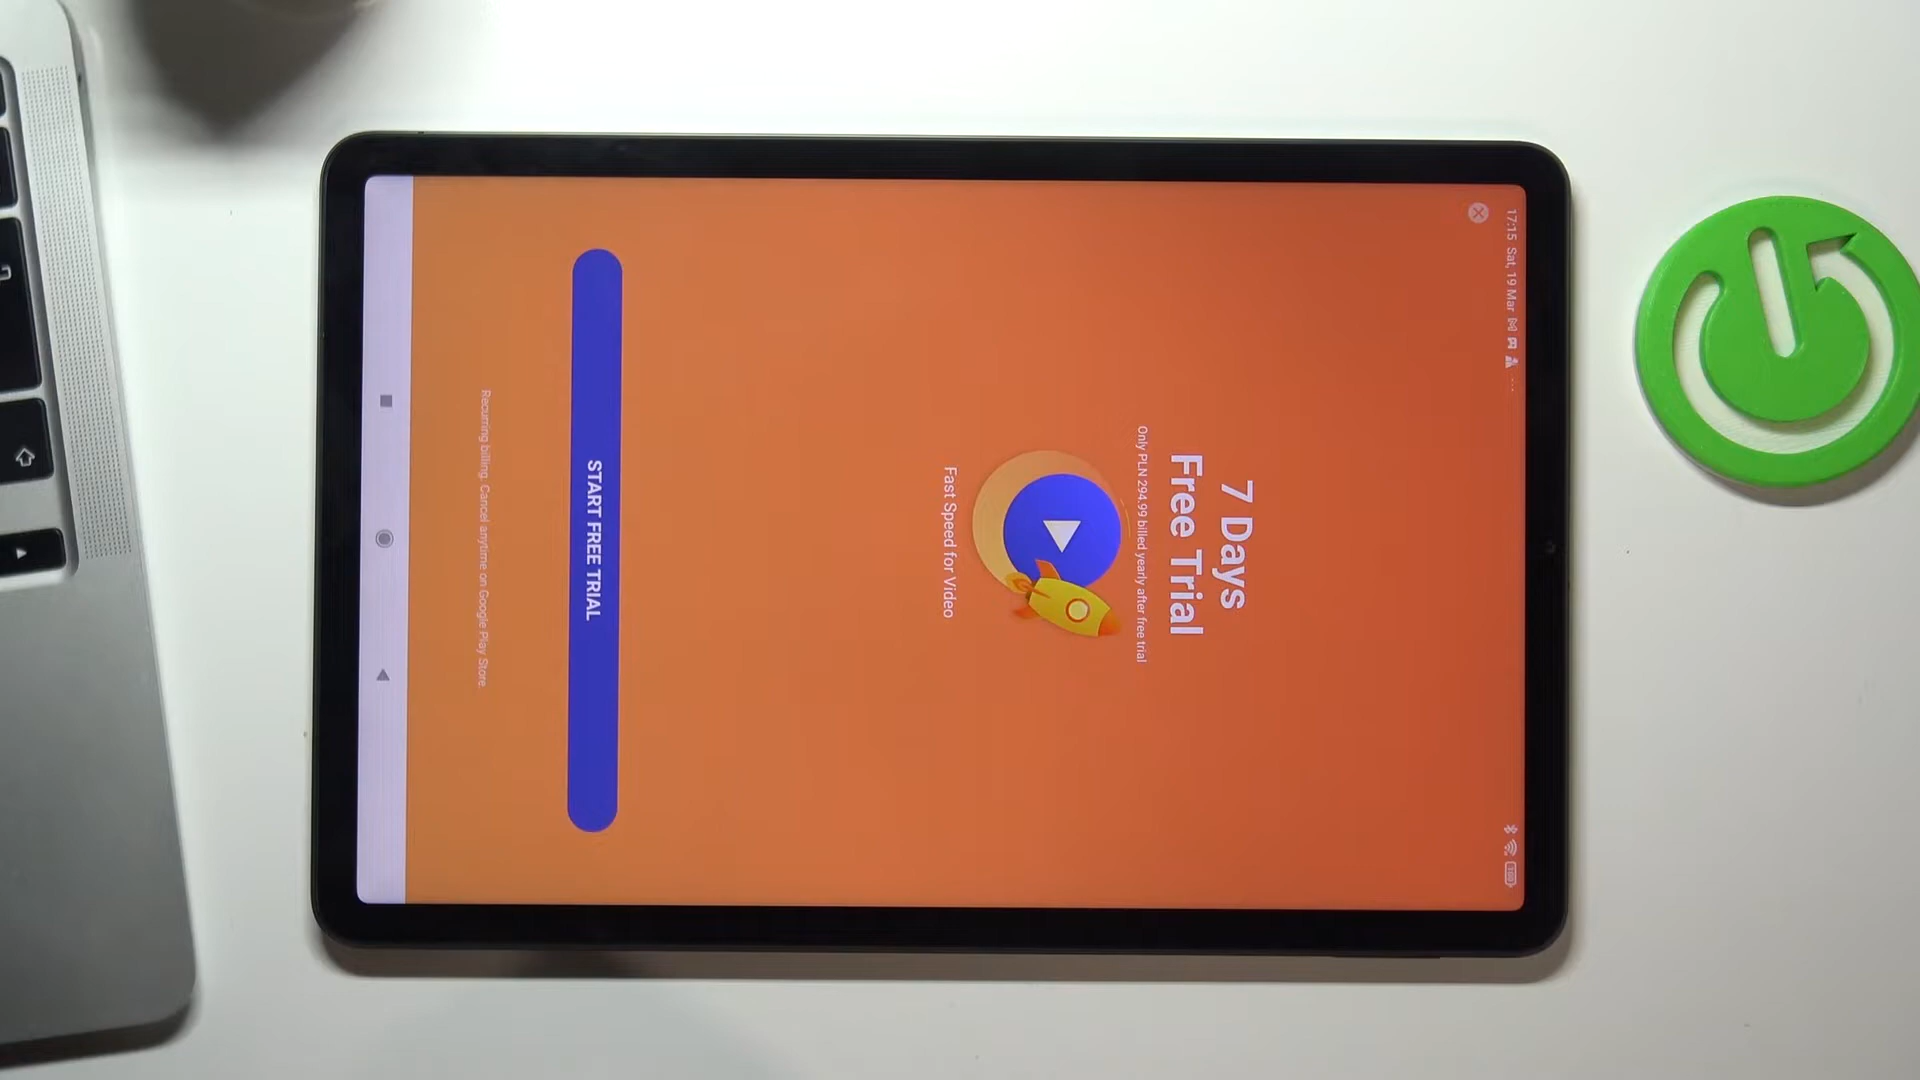 17:15 Sat, 19 Mar
7 Days
Free Trial
Only PLN 294.99 billed yearly after free trial
Fast Speed for Video
START FREE TRIAL
Recurring billing. Cancel anytime on Google Play Store.